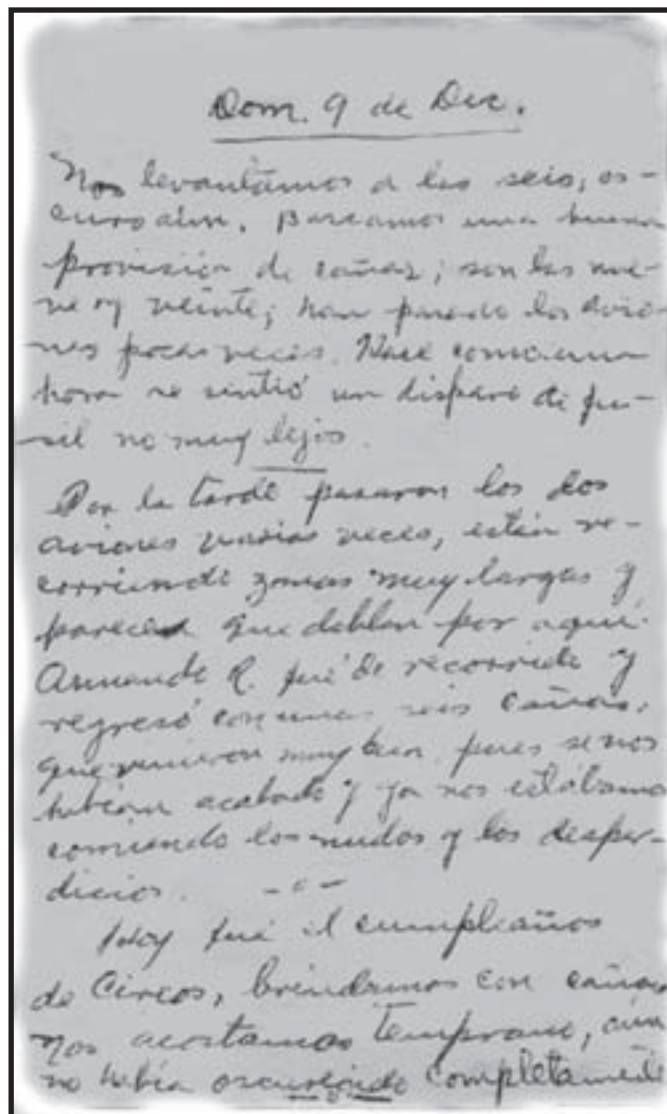 Dom. 9 de Dic.
Nos levantamos a las seis, os-
curo aún. Buscamos una buena
provisión de cañas; son las nue-
ve y veinte; han pasado los avio-
nes pocas veces. Hace como una
hora se sintió un disparo de fu-
sil no muy lejos.
Por la tarde pasaron los dos
aviones varias veces, están re-
corriendo zonas muy largas y
parece que doblan por aquí.
Armando R. fué de recorrido y
regresó con unas seis cañas,
que vinieron muy bien pues se nos
habían acabado y ya nos estábamos
comiendo los nudos y los desper-
dicios. -o-
Hoy fué el cumpleaños
de Circos, brindamos con cañas
Nos acostamos temprano, aún
no había oscurecido completamente